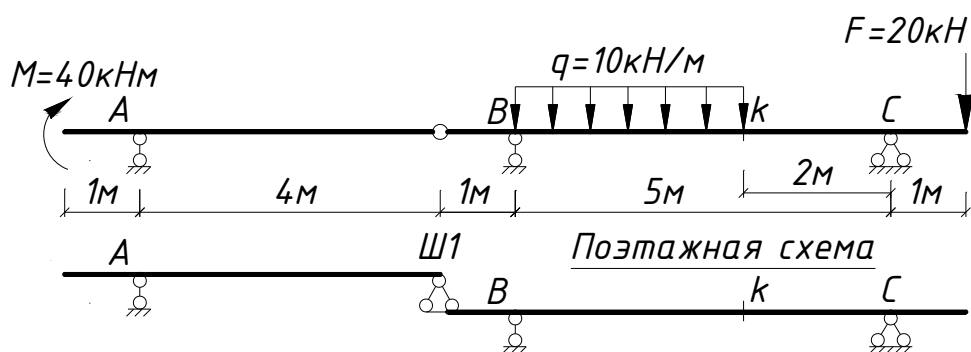 F=20кН
M=40кНм
q=10кН/м
A
B
k
C
1м
4м
1м
5м
2м
1м
Ш1
Поэтажная схема
A
B
k
C